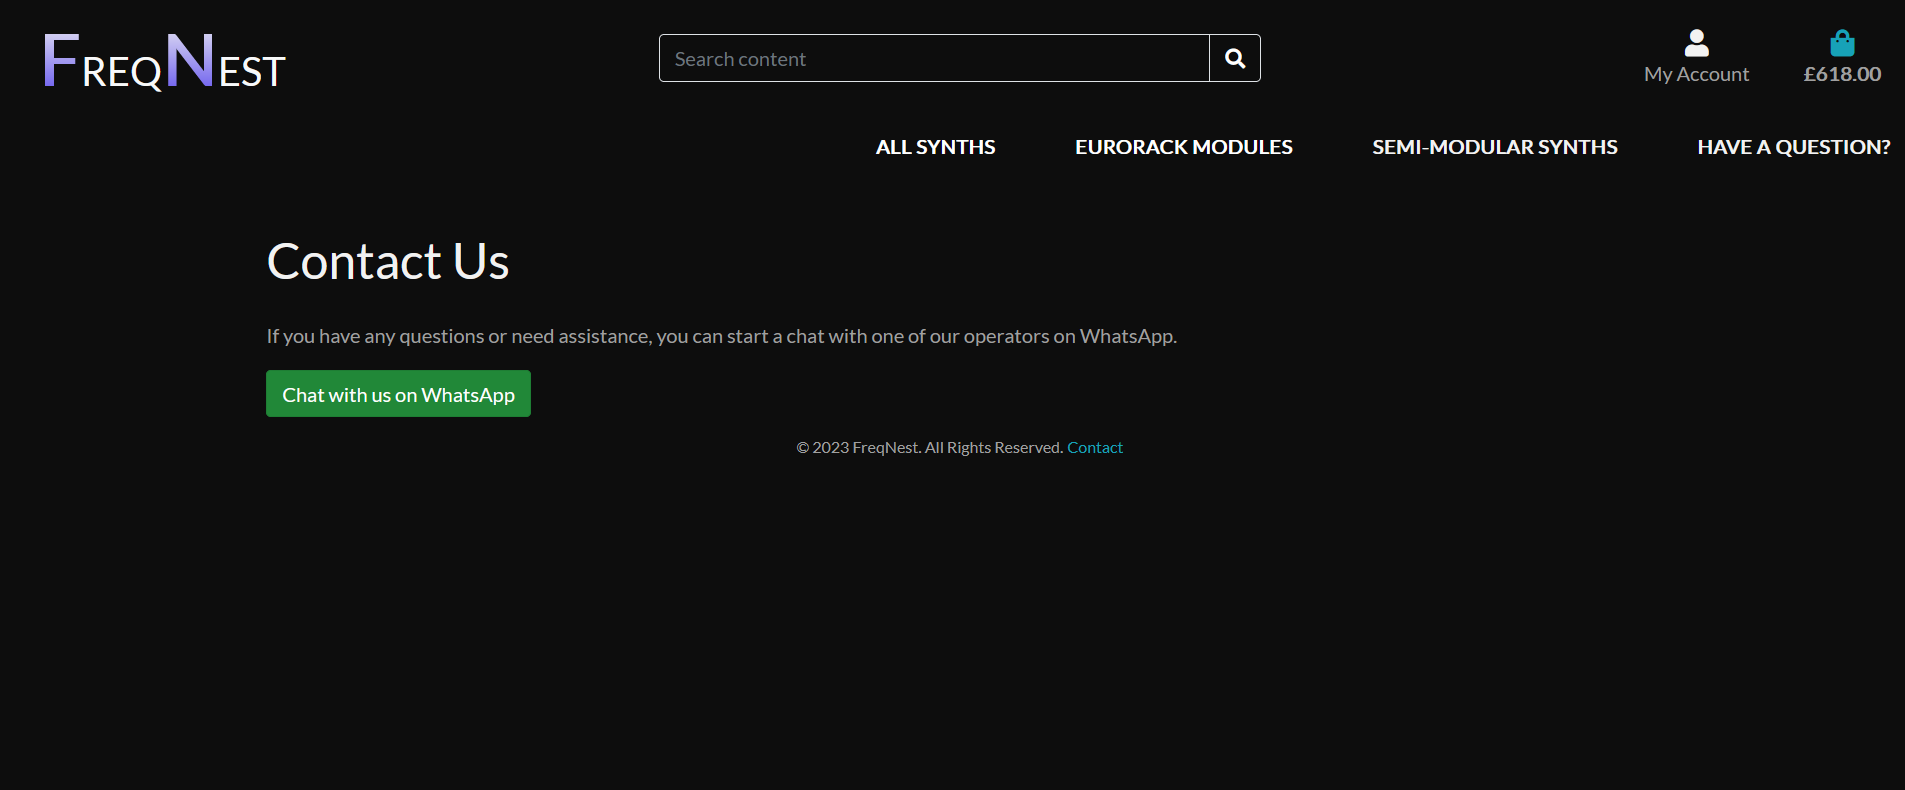 FREQNEST
Search content
My Account
£618.00
ALL SYNTHS
EURORACK MODULES
SEMI-MODULAR SYNTHS
HAVE A QUESTION?
Contact Us
If you have any questions or need assistance, you can start a chat with one of our operators on WhatsApp.
Chat with us on WhatsApp
© 2023 FreqNest. All Rights Reserved. Contact